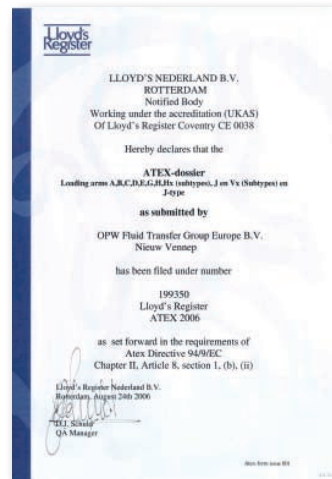 Lloyd's
Register
LLOYD'S NEDERLAND B.V.
ROTTERDAM
Notified Body
Working under the accreditation (UKAS)
Of Lloyd's Register Coventry CE 0038
Hereby declares that the
ATEX-dossier
Loading arms A,B,C,D,E,G,H,Hx (subtypes), J en Vx (Subtypes) en
J-type
as submitted by
OPW Fluid Transfer Group Europe B.V.
Nieuw Vennep
has been filed under number
199350
Lloyd's Register
ATEX 2006
as set forward in the requirements of
Atex Directive 94/9/EC
Chapter II, Article 8, section 1, (b), (ii)
Lloyd's Register Nederland B.V.
Rotterdam, August 24th 2006
QA Manager